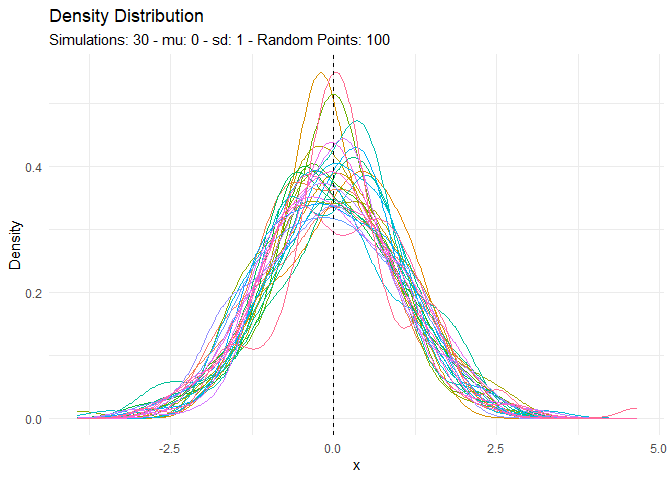 Density Distribution
Simulations: 30 - mu: 0 - sd: 1 - Random Points: 100
Density
0.4
0.2
0.0
-2.5
0.0
2.5
5.0
x